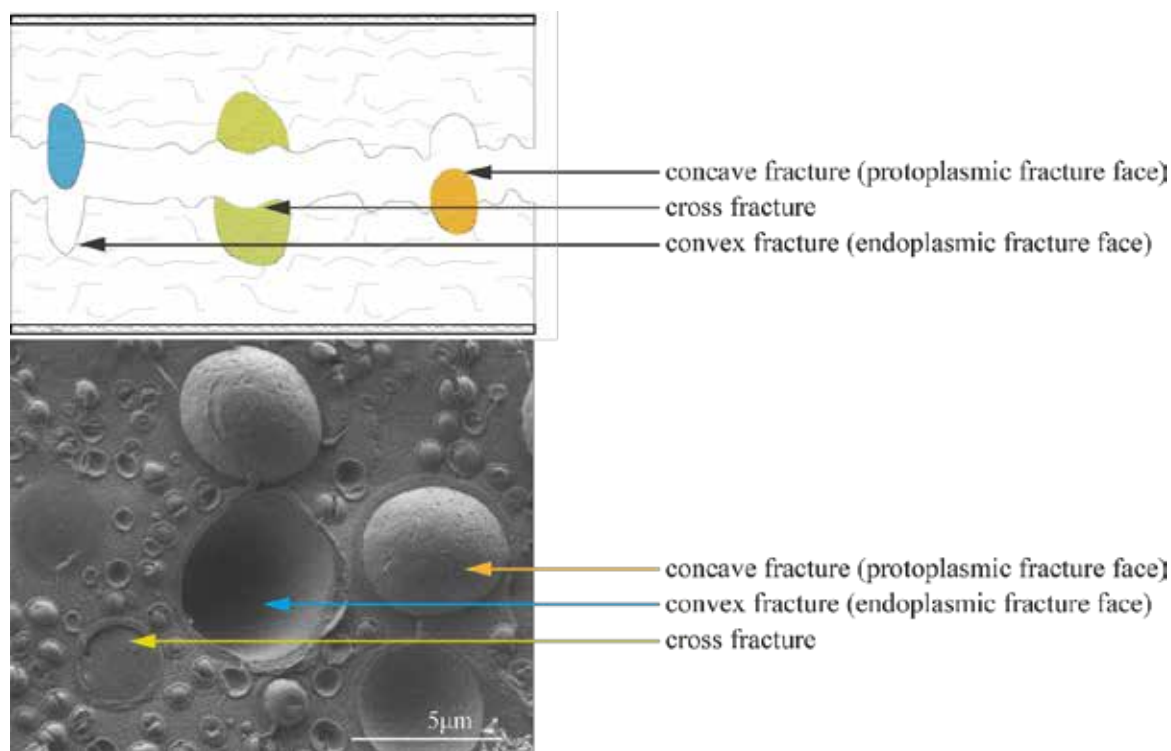 concave fracture (protoplasmic fracture face)
cross fracture
convex fracture (endoplasmic fracture face)
concave fracture (protoplasmic fracture face)
convex fracture (endoplasmic fracture face)
cross fracture
5μm